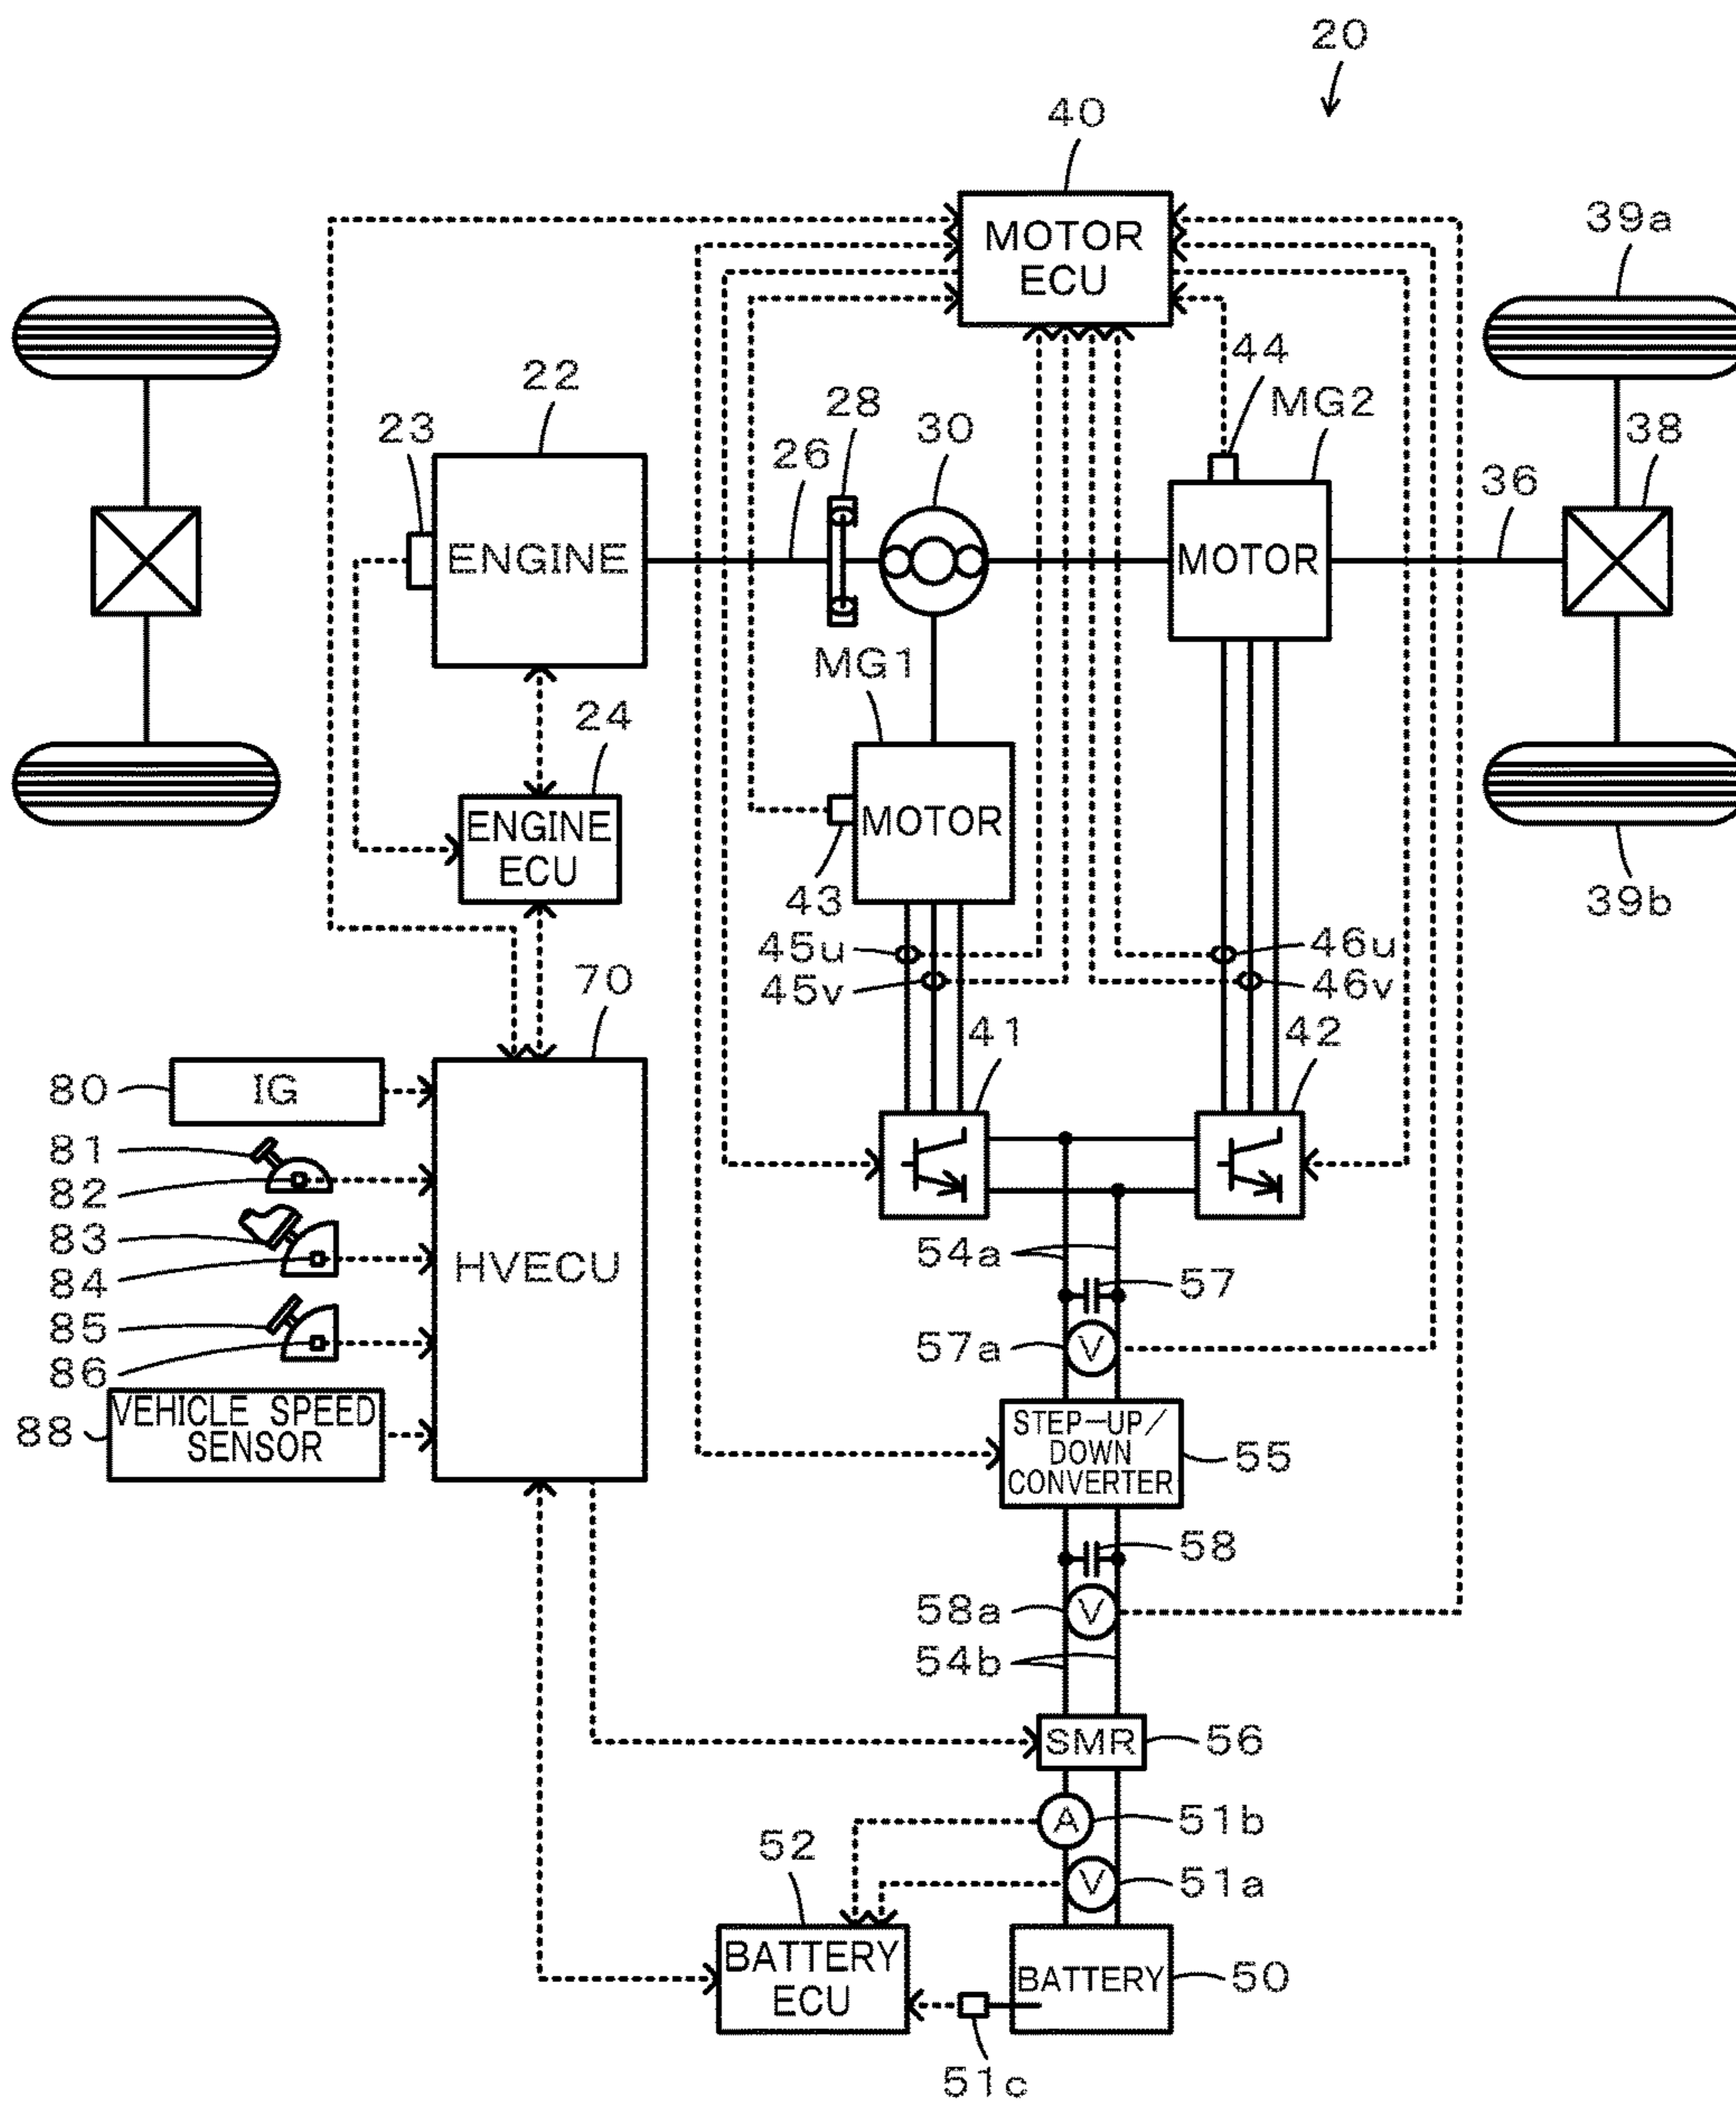 20
40
MOTOR
ECU
39a
44
22
MG2
28
23
30
38
26
36
ENGINE
MOTOR
MG1
24
ENGINE
ECU
MOTOR
43
39b
45u
46u
70
45v
46v
41
42
80
IG
81
82
83
54a
HVECU
84
57
85
57a
V
86
VEHICLE SPEED
SENSOR
88
STEP-UP/
DOWN
CONVERTER
55
58
58a
V
54b
SMR
56
A
51b
52
V
51a
BATTERY
ECU
BATTERY
50
51c